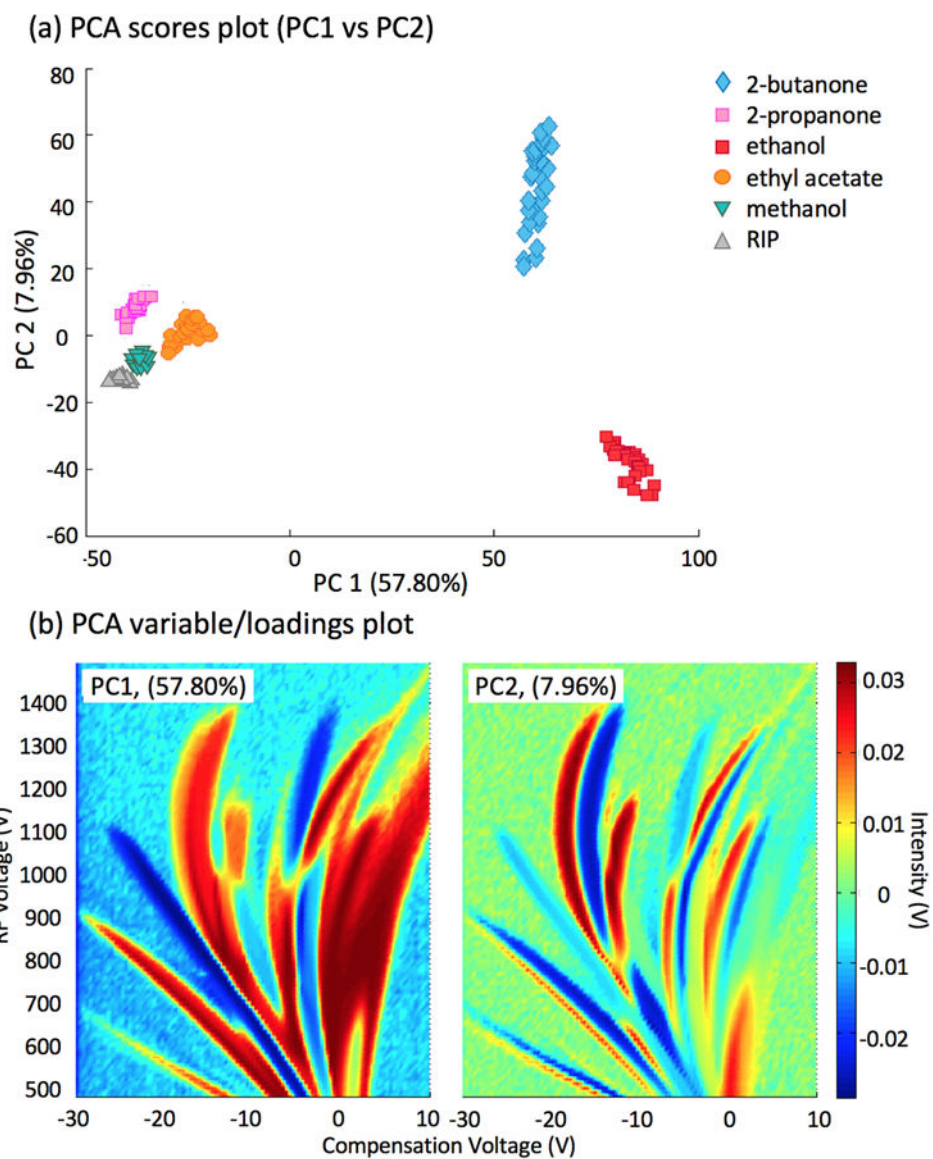 (a) PCA scores plot (PC1 vs PC2)
80
60
40
20
0
-20
-40
-60
PC 2 (7.96%)
2-butanone
2-propanone
ethanol
ethyl acetate
methanol
RIP
-50 0 50 100
PC 1 (57.80%)
(b) PCA variable/loadings plot
PC1, (57.80%)
PC2, (7.96%)
1400
1300
1200
1100
1000
900
800
700
600
500
Voltage (V)
-30 -20 -10 0 10
-30 -20 -10 0 10
Compensation Voltage (V)
0.03
0.02
0.01
0
-0.01
-0.02
Intensity (V)